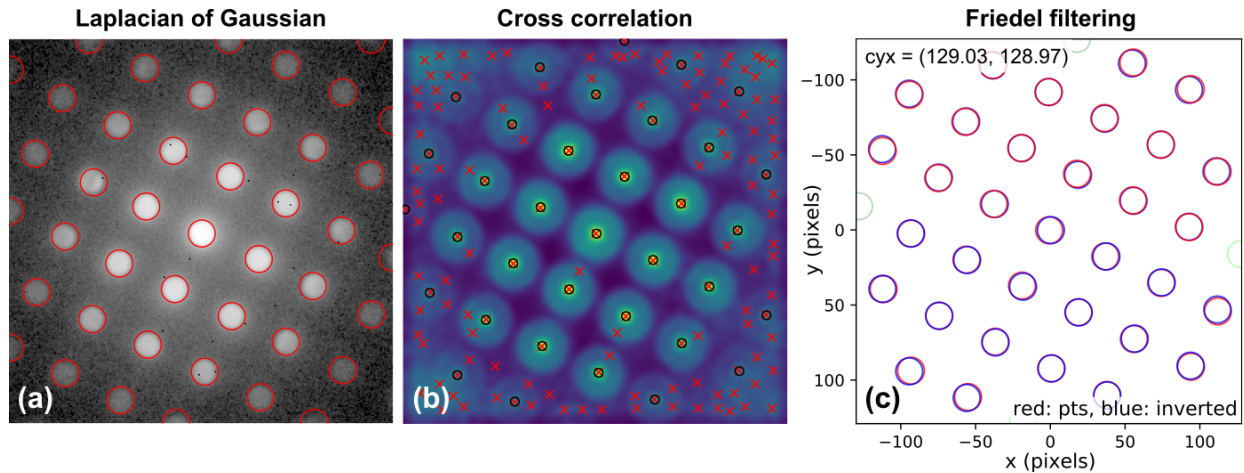 Laplacian of Gaussian
Cross correlation
Friedel filtering
(a)
(b)
cyx = (129.03, 128.97)
−100
−50
0
50
100
y (pixels)
(c)
red: pts, blue: inverted
−100 −50 0 50 100
x (pixels)